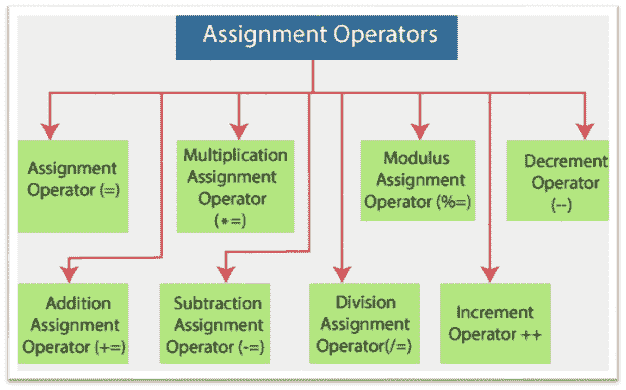 Assignment Operators
Assignment
Operator (=)
Multiplication
Assignment
Operator
(*=)
Modulus
Assignment
Operator (%=)
Decrement
Operator
(--)
Addition
Assignment
Operator (+=)
Subtraction
Assignment
Operator (-=)
Division
Assignment
Operator(/=)
Increment
Operator ++